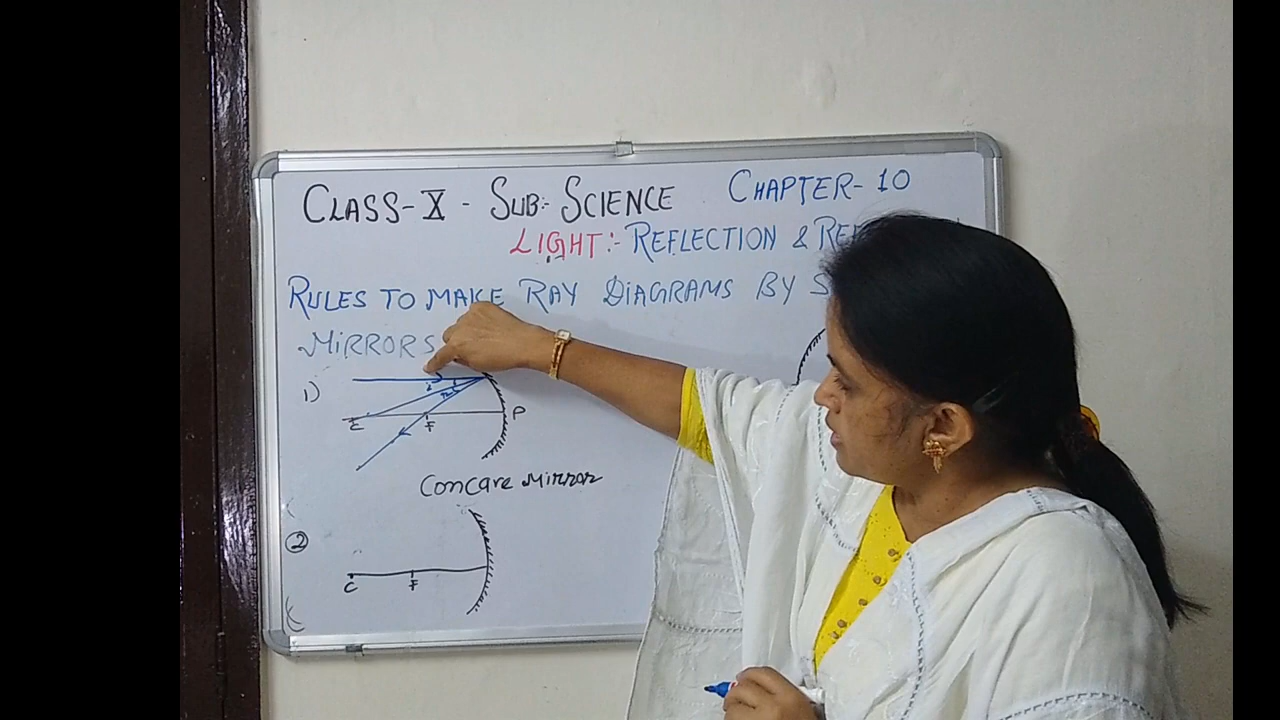 CLASS-X - SUB:- SCIENCE CHAPTER-10
LIGHT:- REFLECTION & REF
RULES TO MAKE RAY DIAGRAMS BY S
MIRRORS
1)
i
r
C F P
Concave Mirror
2
C F